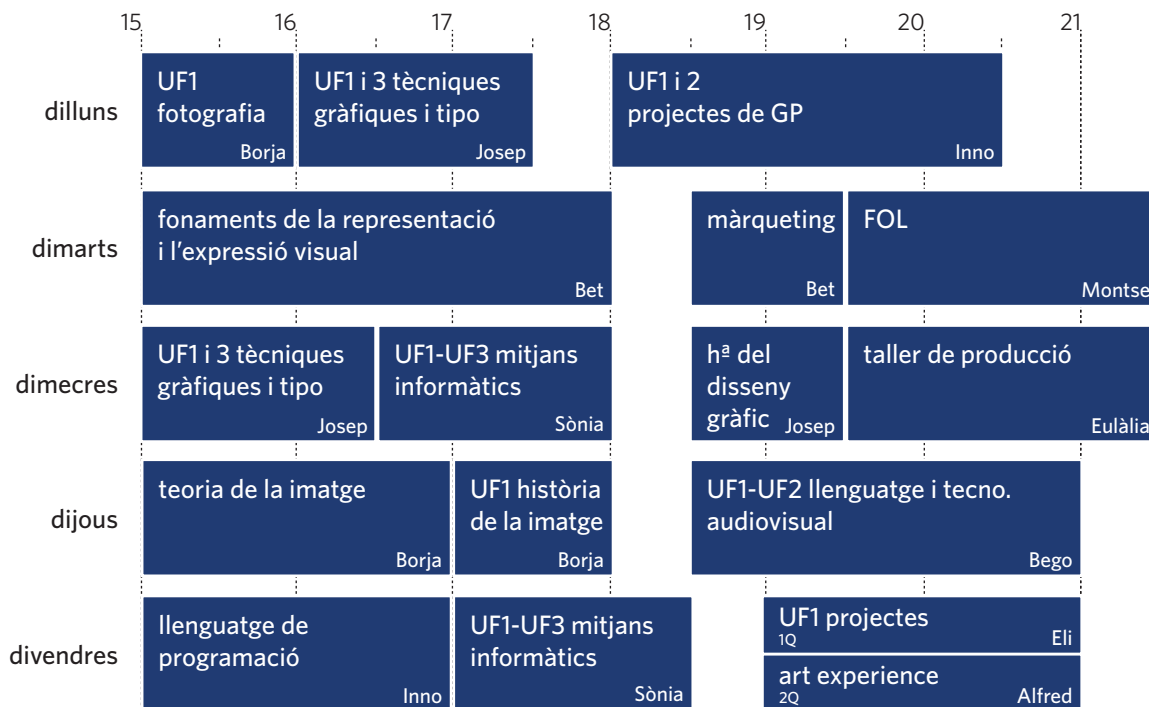 15 16 17 18 19 20 21
dilluns
UF1
fotografia
Borja
UF1 i 3 tècniques
gràfiques i tipo
Josep
UF1 i 2
projectes de GP
Inno
dimarts
fonaments de la representació
i l'expressió visual
Bet
màrqueting
Bet
FOL
Montse
dimecres
UF1 i 3 tècniques
gràfiques i tipo
Josep
UF1-UF3 mitjans
informàtics
Sònia
hª del
disseny
gràfic
Josep
taller de producció
Eulàlia
dijous
teoria de la imatge
Borja
UF1 història
de la imatge
Borja
UF1-UF2 llenguatge i tecno.
audiovisual
Bego
divendres
llenguatge de
programació
Inno
UF1-UF3 mitjans
informàtics
Sònia
UF1 projectes
1Q
Eli
art experience
2Q
Alfred